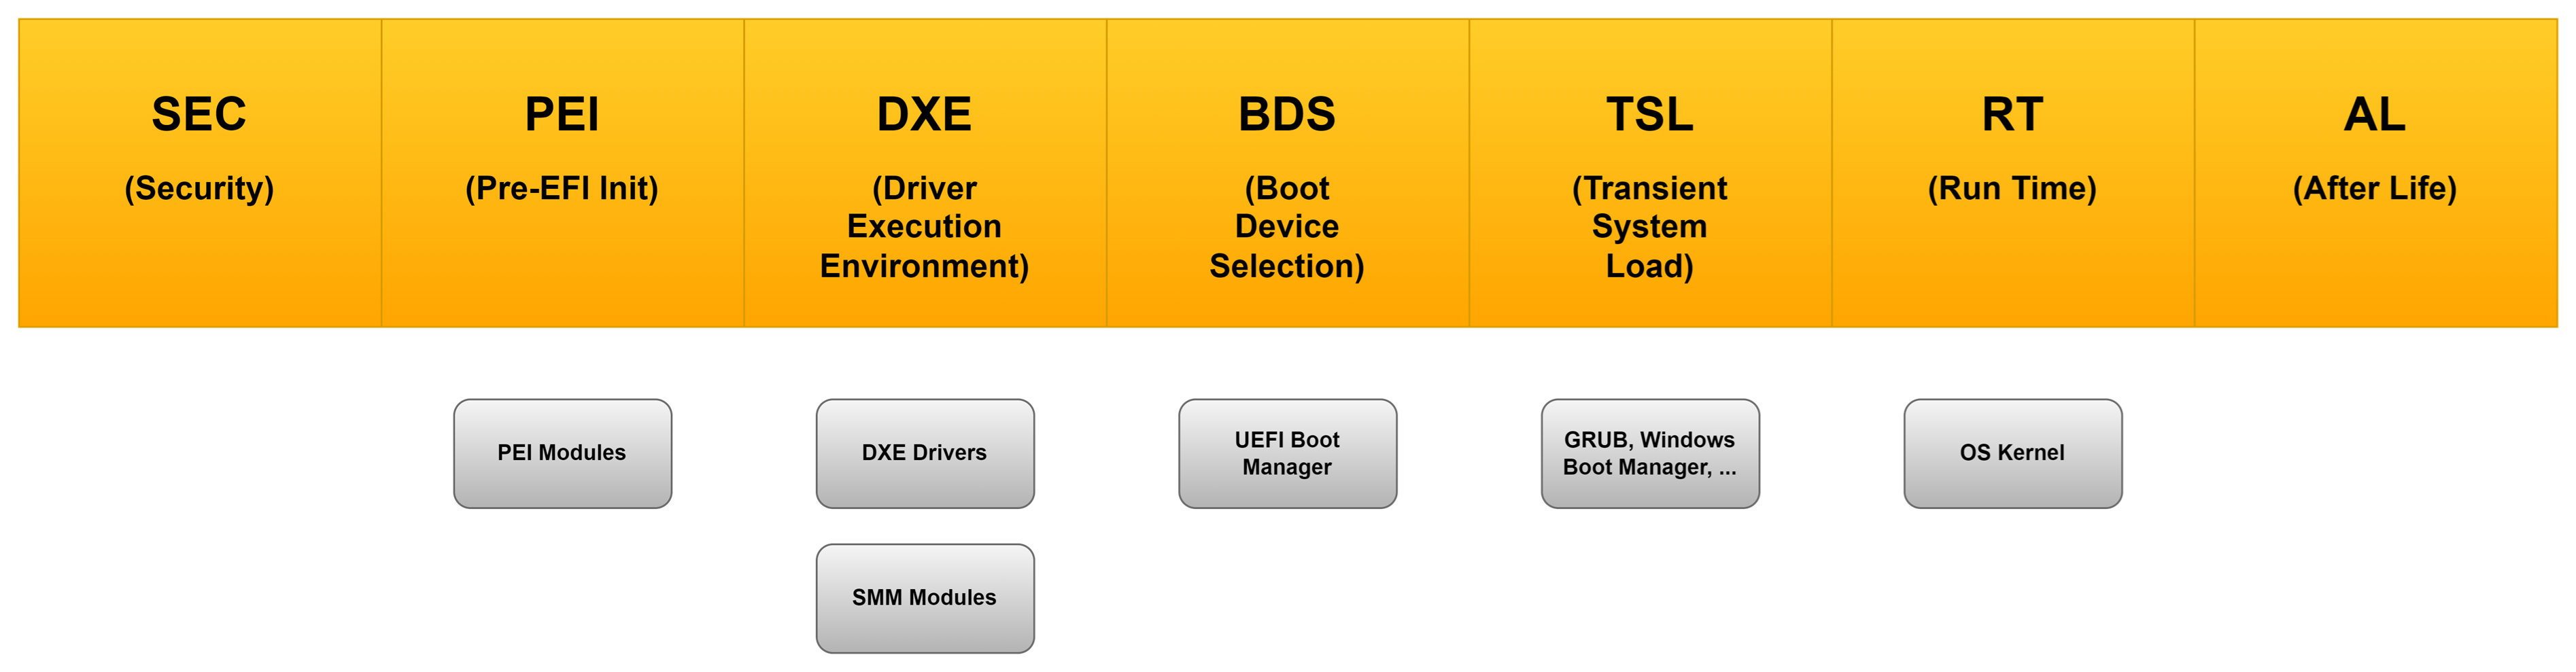 SEC
(Security)
PEI
(Pre-EFI Init)
DXE
(Driver
Execution
Environment)
BDS
(Boot
Device
Selection)
TSL
(Transient
System
Load)
RT
(Run Time)
AL
(After Life)
PEI Modules
DXE Drivers
UEFI Boot
Manager
GRUB, Windows
Boot Manager, ...
OS Kernel
SMM Modules